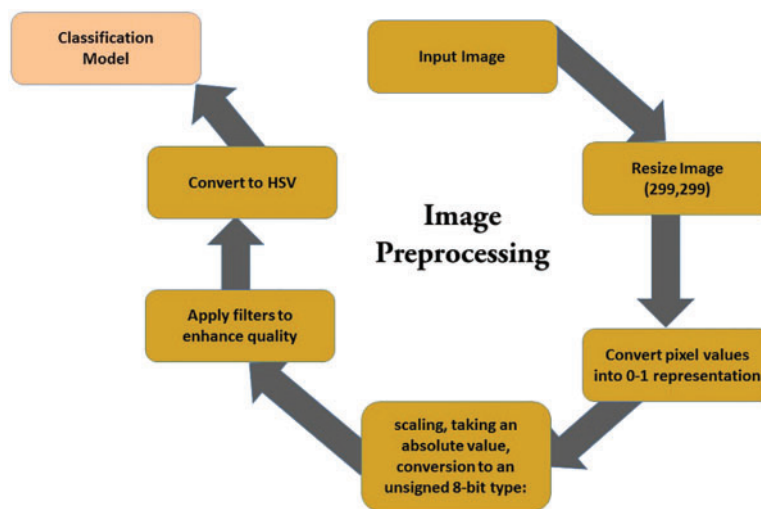 Classification
Model
Input Image
Resize Image
(299,299)
Convert to HSV
Image
Preprocessing
Apply filters to
enhance quality
Convert pixel values
into 0-1 representation
scaling, taking an
absolute value,
conversion to an
unsigned 8-bit type: